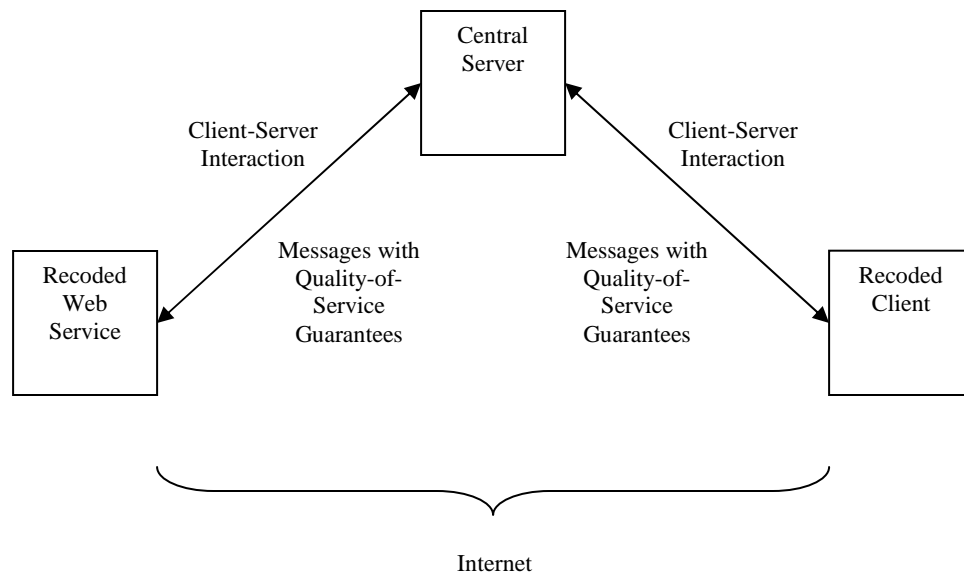 Central
Server
Client-Server
Interaction
Client-Server
Interaction
Messages with
Quality-of-
Service
Guarantees
Messages with
Quality-of-
Service
Guarantees
Recoded
Web
Service
Recoded
Client
Internet